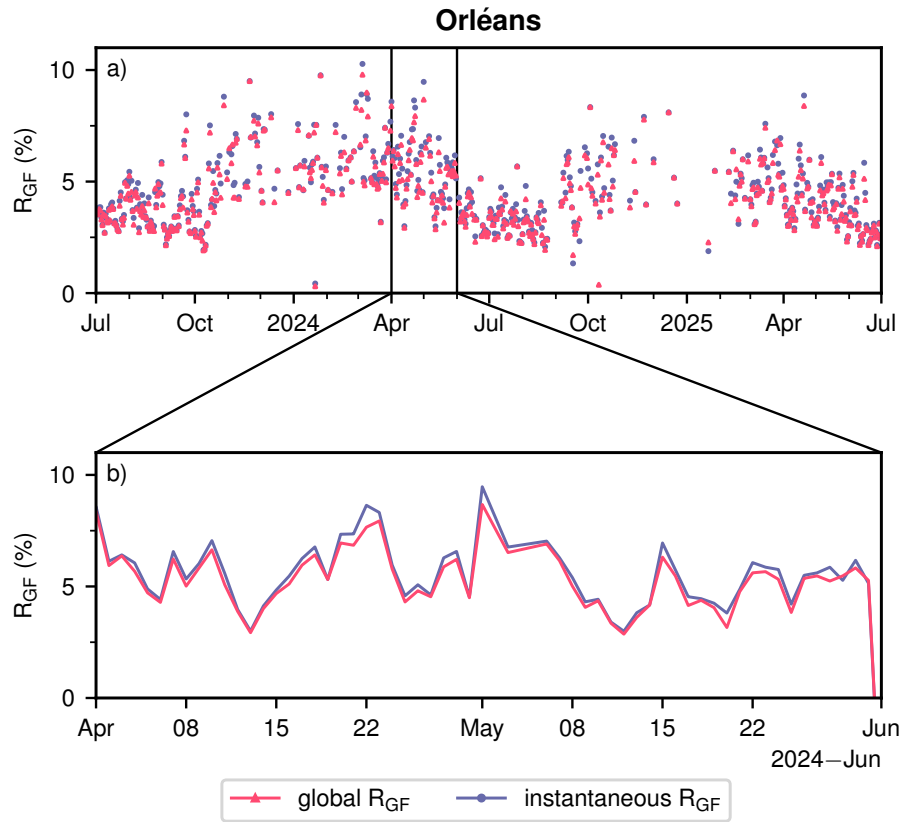 Orléans
a)
10
5
0
R_GF (%)
Jul Oct 2024 Apr Jul Oct 2025 Apr Jul
b)
10
5
0
R_GF (%)
Apr 08 15 22 May 08 15 22 Jun
2024−Jun
global R_GF instantaneous R_GF